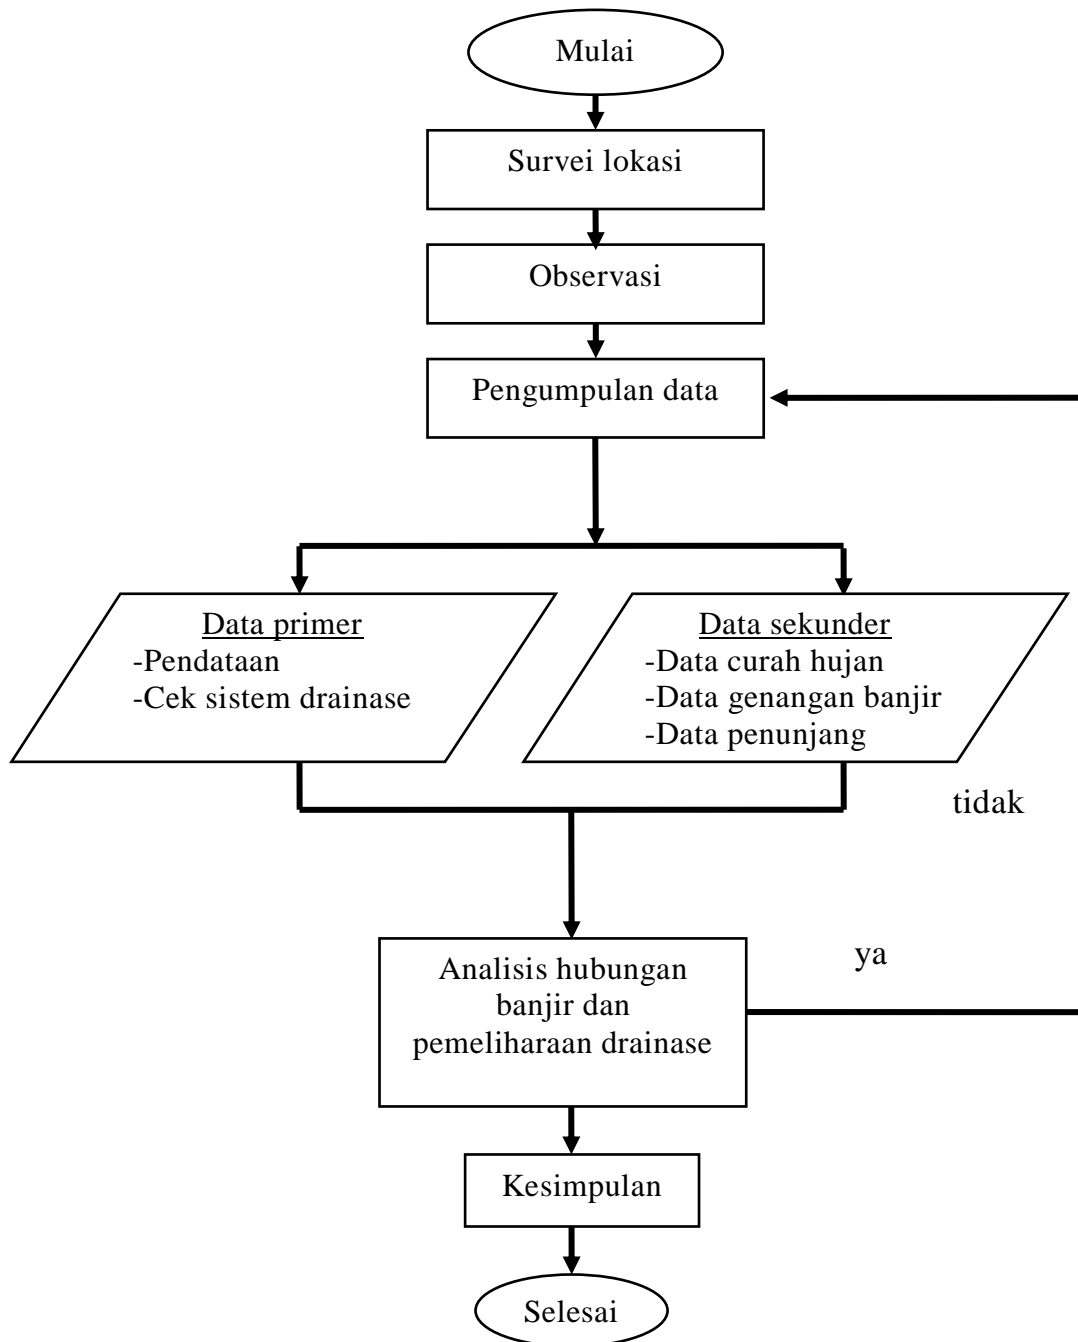 Mulai
Survei lokasi
Observasi
Pengumpulan data
Data primer
-Pendataan
-Cek sistem drainase
Data sekunder
-Data curah hujan
-Data genangan banjir
-Data penunjang
tidak
ya
Analisis hubungan
banjir dan
pemeliharaan drainase
Kesimpulan
Selesai